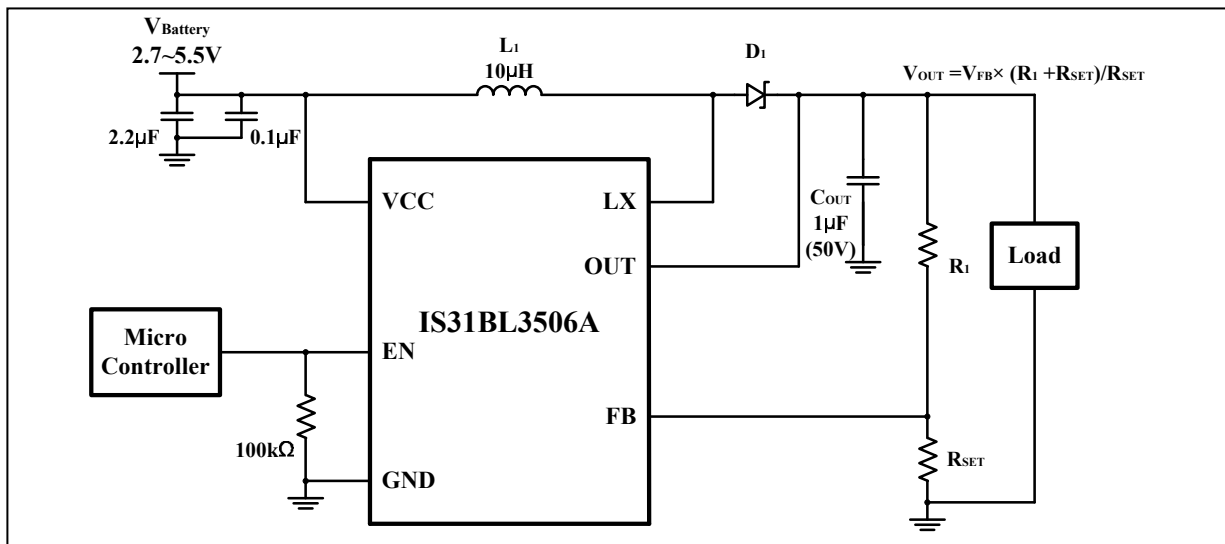 VBattery
2.7~5.5V
L1
10μH
D1
VOUT =VFB× (R1 +RSET)/RSET
2.2μF
0.1μF
VCC
LX
COUT
1μF
(50V)
OUT
R1
Load
IS31BL3506A
Micro
Controller
EN
FB
100kΩ
GND
RSET